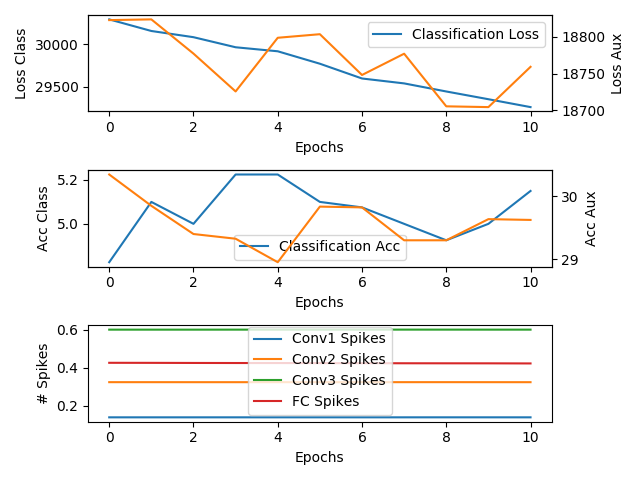 Classification Loss
30000
29500
Loss Class
18800
18750
18700
Loss Aux
0 2 4 6 8 10
Epochs
Classification Acc
5.2
5.0
Acc Class
30
29
Acc Aux
0 2 4 6 8 10
Epochs
Conv1 Spikes
Conv2 Spikes
Conv3 Spikes
FC Spikes
0.6
0.4
0.2
# Spikes
0 2 4 6 8 10
Epochs